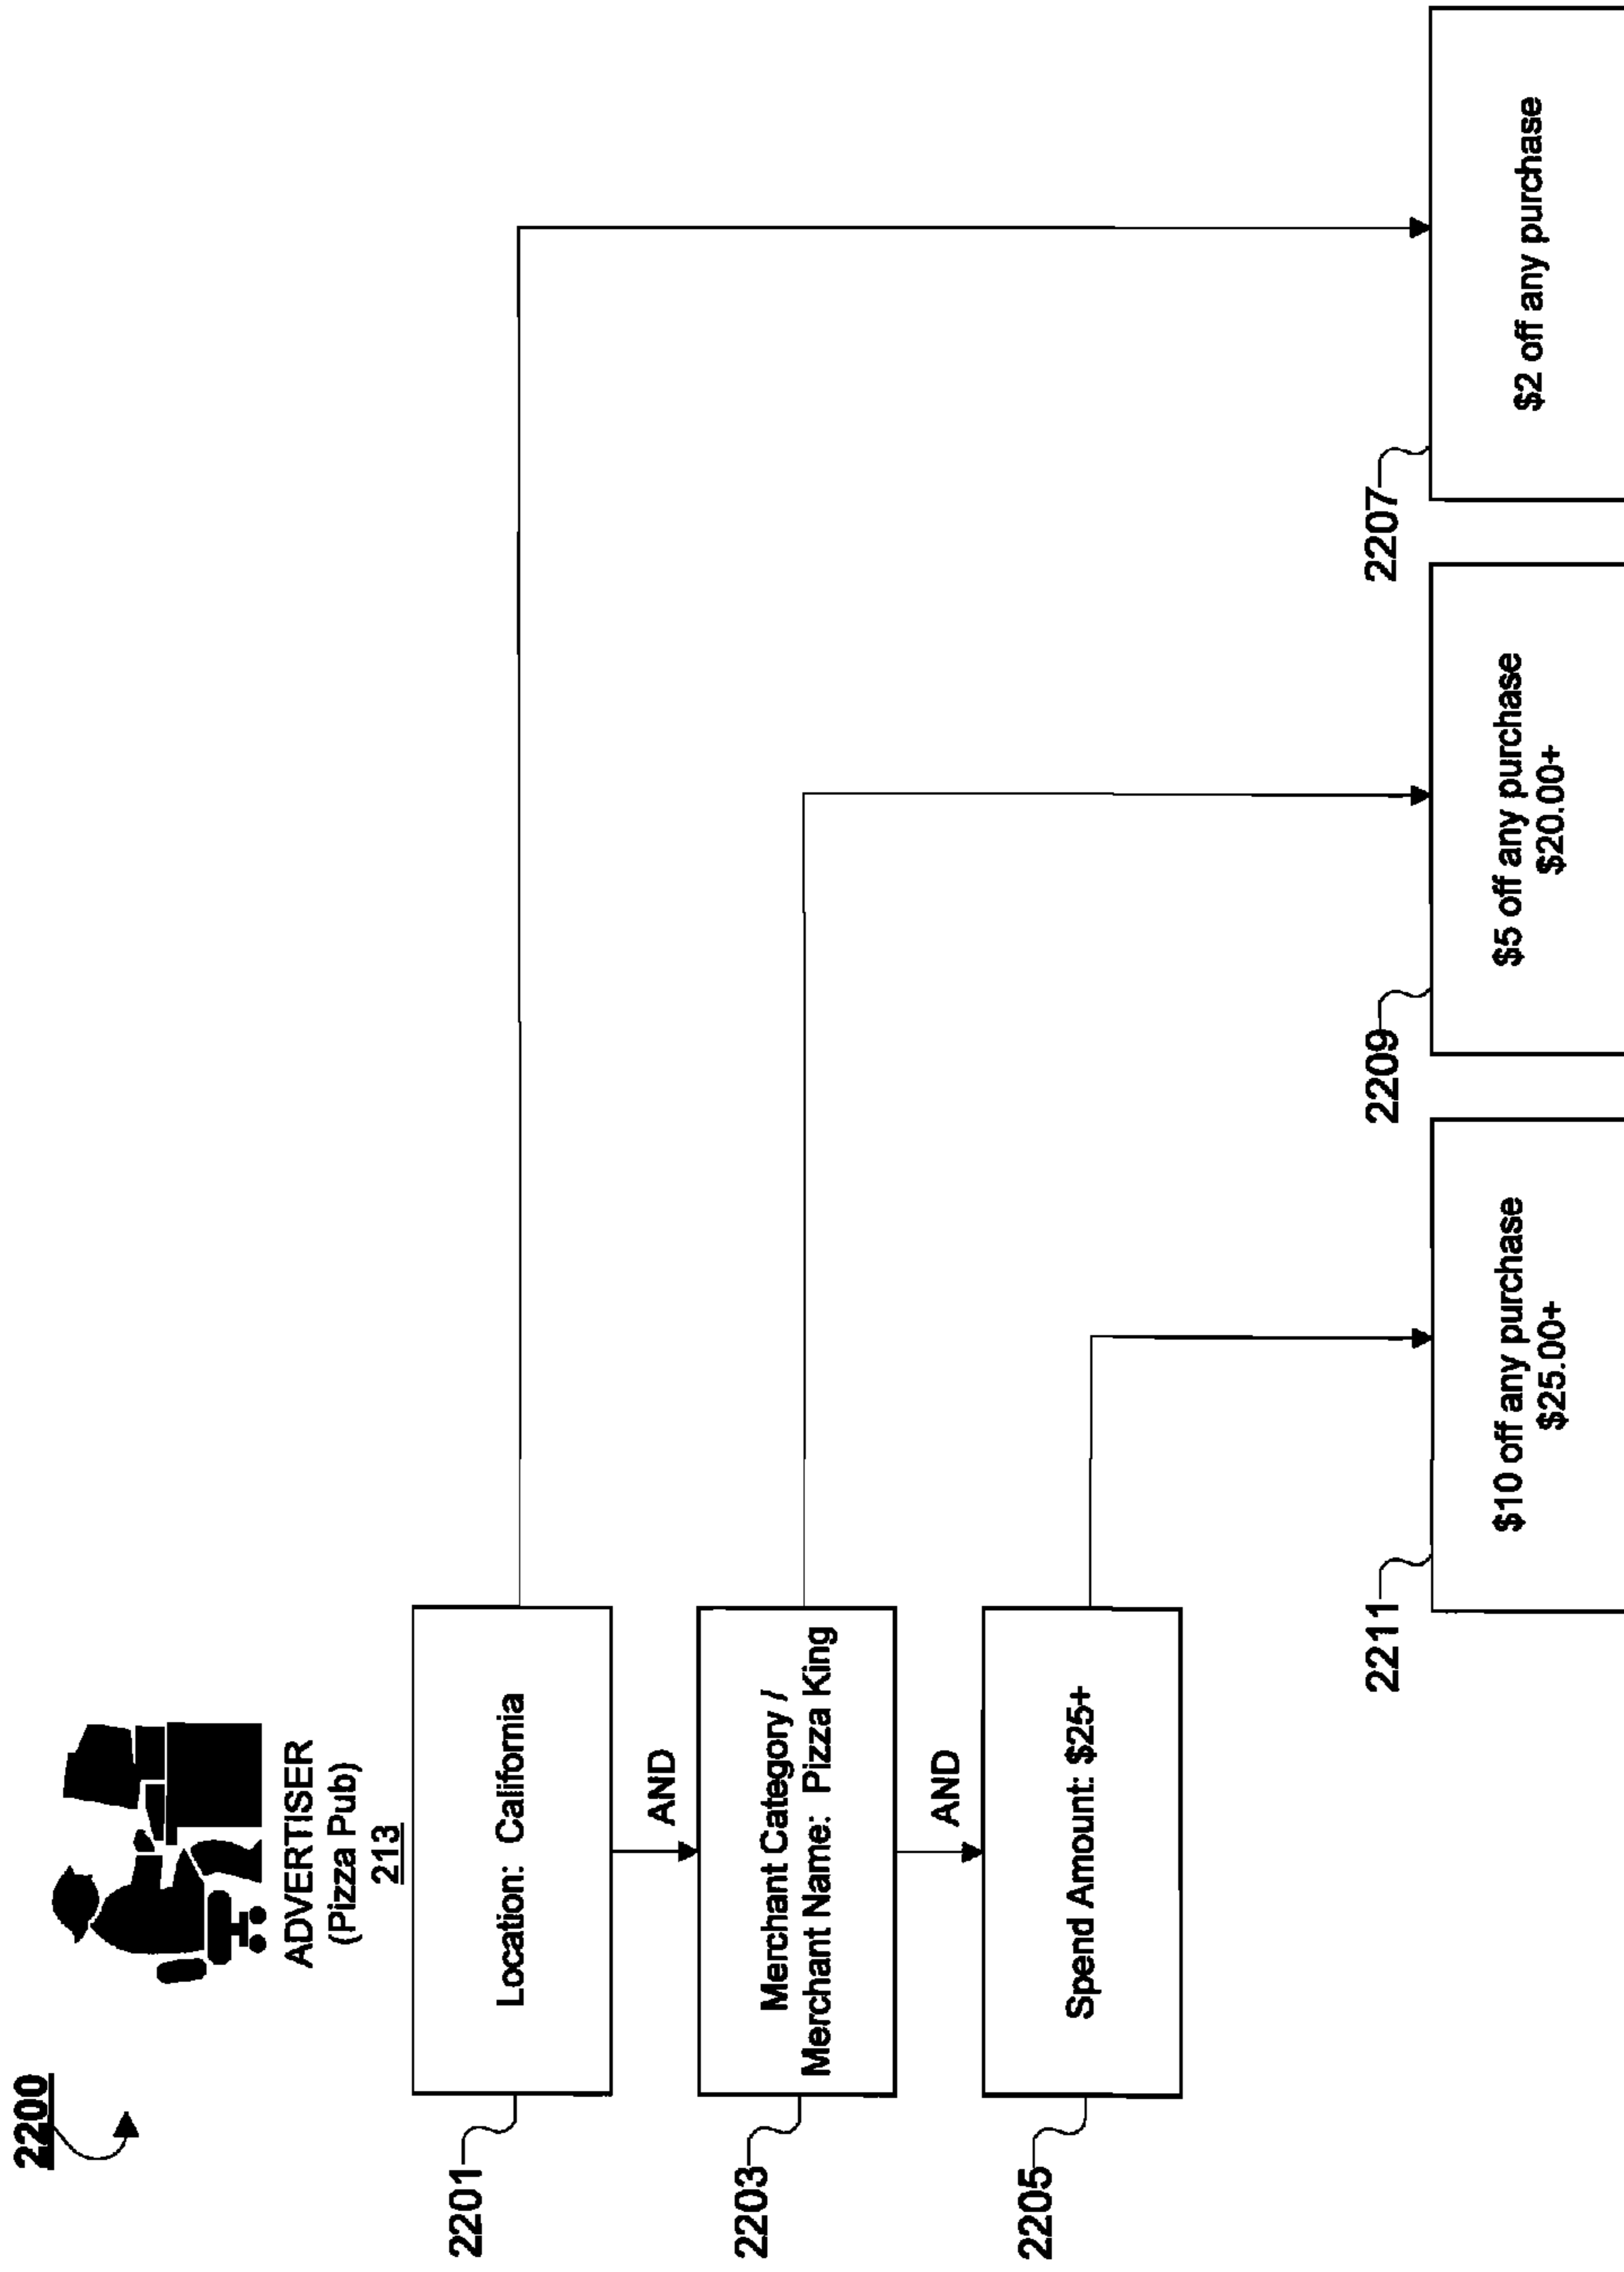 2200
ADVERTISER
(Pizza Pub)
213
2201
Location: California
AND
2203
Merchant Category /
Merchant Name: Pizza King
AND
2205
Spend Amount: $25+
2211
$10 off any purchase
$25.00+
2209
$5 off any purchase
$20.00+
2207
$2 off any purchase